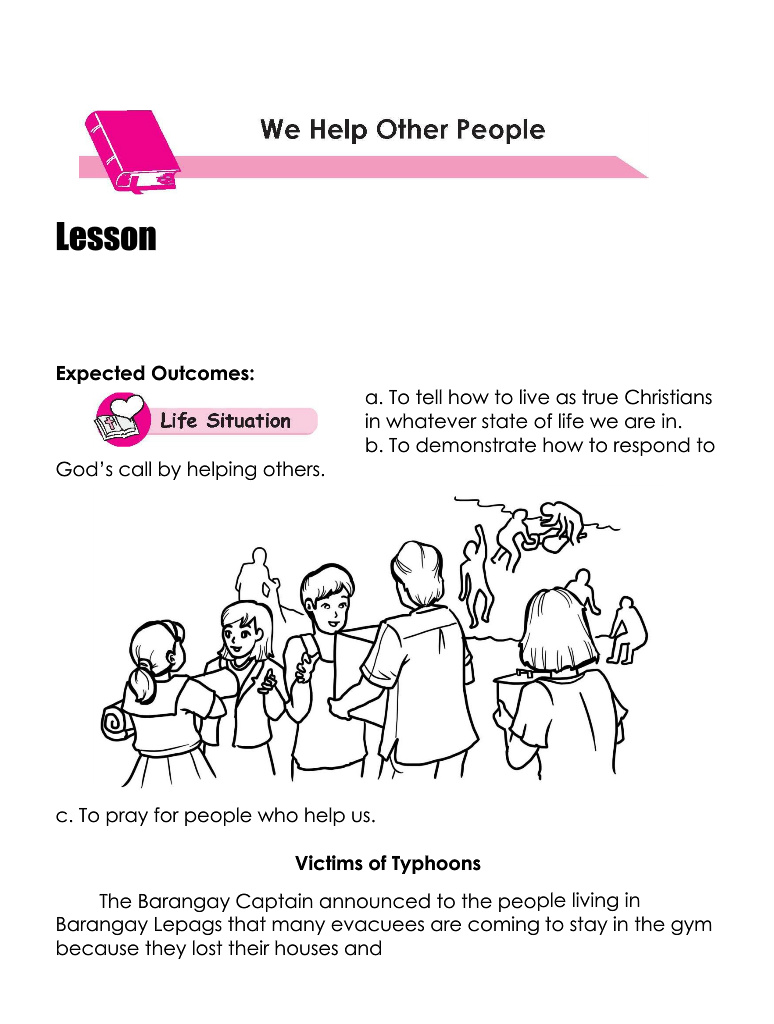 We Help Other People
Lesson
Expected Outcomes:
Life Situation
a. To tell how to live as true Christians
in whatever state of life we are in.
b. To demonstrate how to respond to
God’s call by helping others.
c. To pray for people who help us.
Victims of Typhoons
The Barangay Captain announced to the people living in
Barangay Lepags that many evacuees are coming to stay in the gym
because they lost their houses and